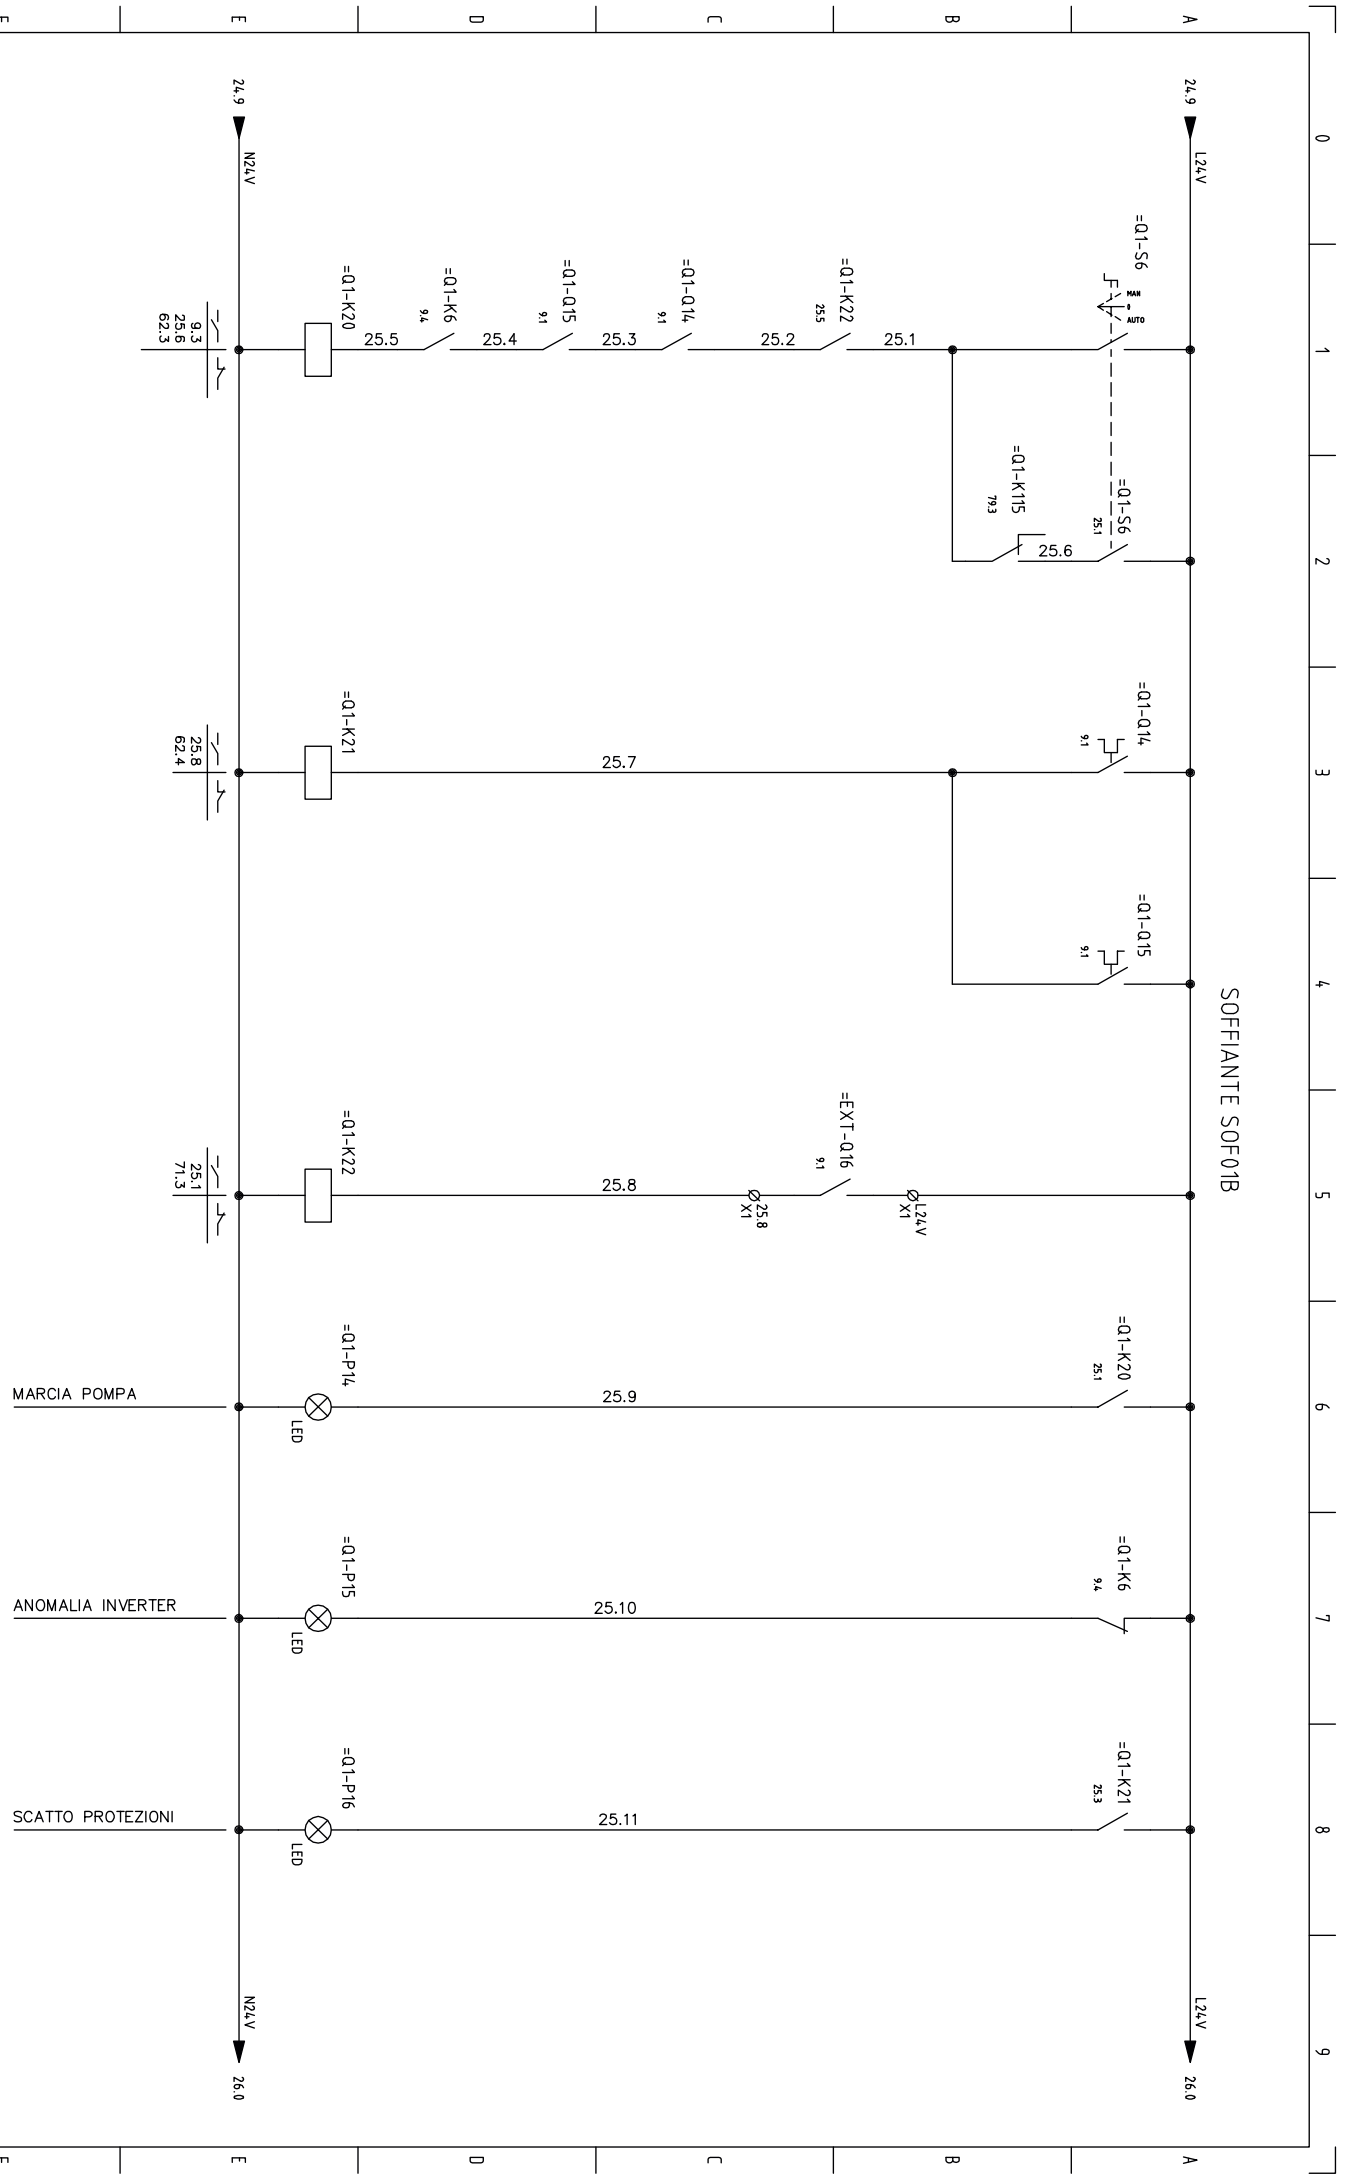 0 1 2 3 4 5 6 7 8 9
A
A
SOFFIANTE SOF01B
24.9
L24V
L24V
26.0
=Q1-S6
MAN
0
AUTO
=Q1-S6
25.1
=Q1-Q14
9.1
=Q1-Q15
9.1
=Q1-K20
25.1
=Q1-K6
9.4
=Q1-K21
25.3
25.6
=Q1-K115
79.3
B
B
25.1
L24V
X1
=Q1-K22
25.5
=EXT-Q16
9.1
25.2
25.8
X1
C
C
=Q1-Q14
9.1
25.3
25.7
25.8
25.9
25.10
25.11
=Q1-Q15
9.1
25.4
D
D
=Q1-K6
9.4
25.5
=Q1-K20
=Q1-K21
=Q1-K22
=Q1-P14
LED
=Q1-P15
LED
=Q1-P16
LED
E
E
24.9
N24V
N24V
26.0
9.3
25.6
62.3
25.8
62.4
25.1
71.3
MARCIA POMPA
ANOMALIA INVERTER
SCATTO PROTEZIONI
F
F